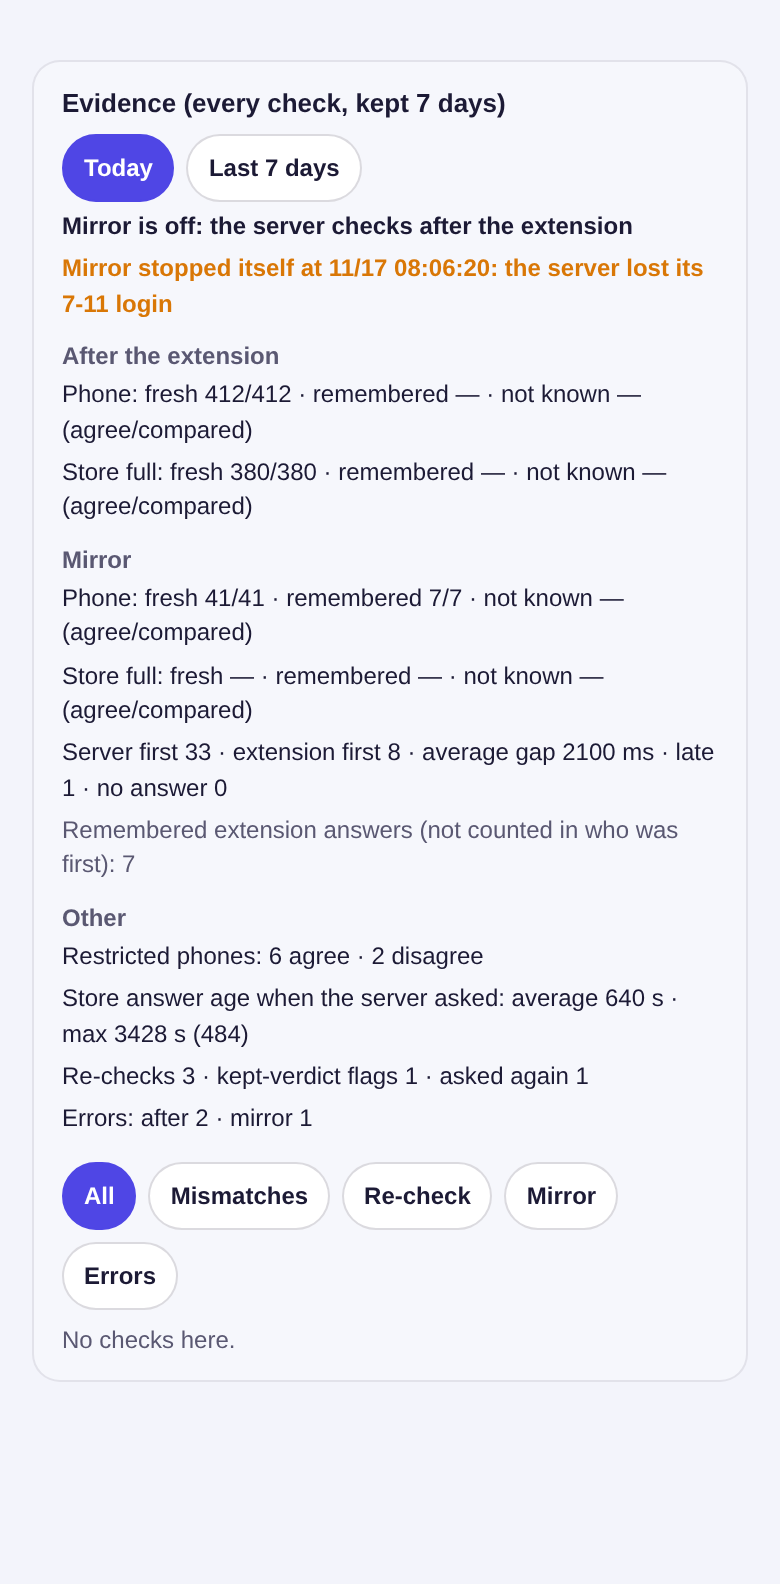 Evidence (every check, kept 7 days)
Today
Last 7 days
Mirror is off: the server checks after the extension
Mirror stopped itself at 11/17 08:06:20: the server lost its
7-11 login
After the extension
Phone: fresh 412/412 · remembered — · not known —
(agree/compared)
Store full: fresh 380/380 · remembered — · not known —
(agree/compared)
Mirror
Phone: fresh 41/41 · remembered 7/7 · not known —
(agree/compared)
Store full: fresh — · remembered — · not known —
(agree/compared)
Server first 33 · extension first 8 · average gap 2100 ms · late
1 · no answer 0
Remembered extension answers (not counted in who was
first): 7
Other
Restricted phones: 6 agree · 2 disagree
Store answer age when the server asked: average 640 s ·
max 3428 s (484)
Re-checks 3 · kept-verdict flags 1 · asked again 1
Errors: after 2 · mirror 1
All
Mismatches
Re-check
Mirror
Errors
No checks here.